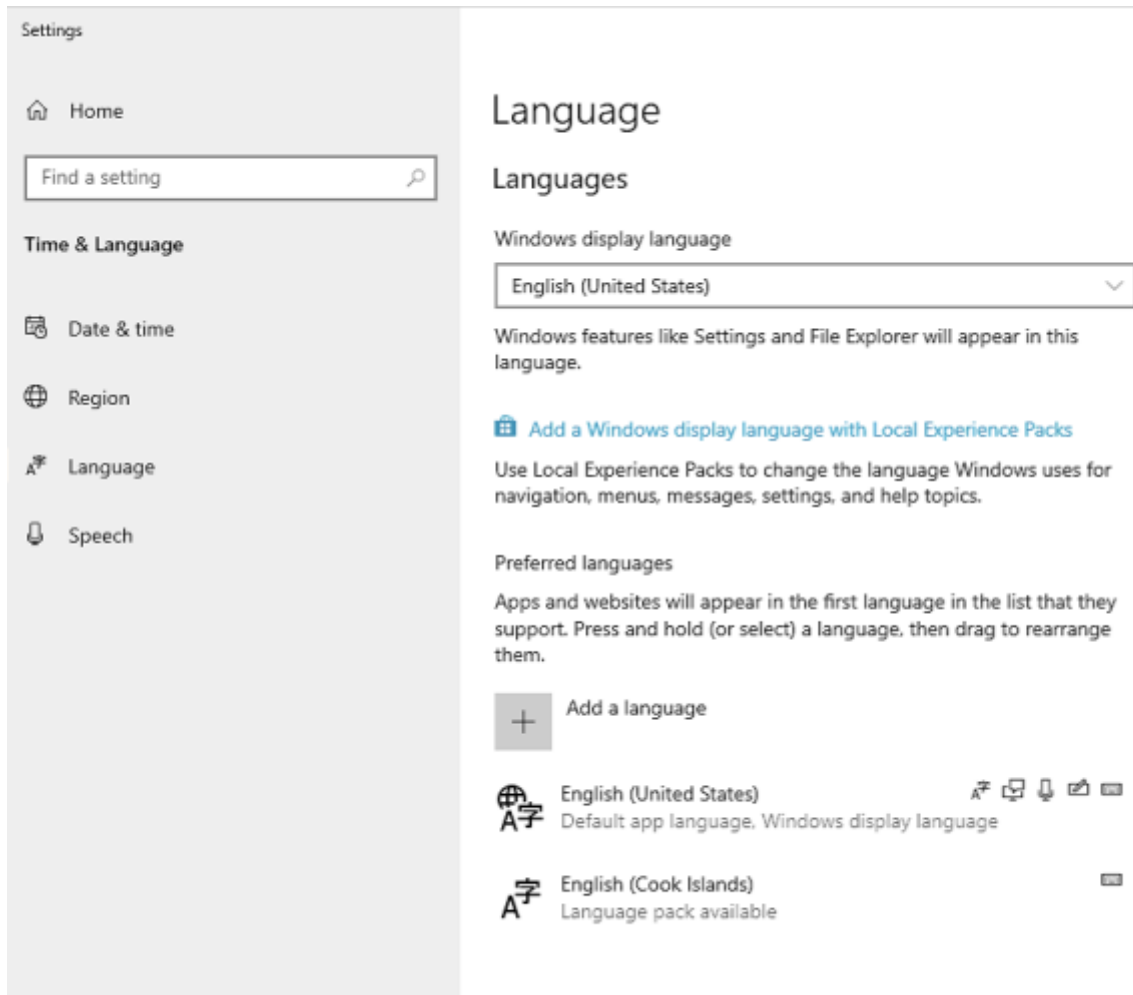 Settings
Home
Find a setting
Time & Language
Date & time
Region
Language
Speech
Language
Languages
Windows display language
English (United States)
Windows features like Settings and File Explorer will appear in this
language.
Add a Windows display language with Local Experience Packs
Use Local Experience Packs to change the language Windows uses for
navigation, menus, messages, settings, and help topics.
Preferred languages
Apps and websites will appear in the first language in the list that they
support. Press and hold (or select) a language, then drag to rearrange
them.
Add a language
English (United States)
Default app language, Windows display language
English (Cook Islands)
Language pack available